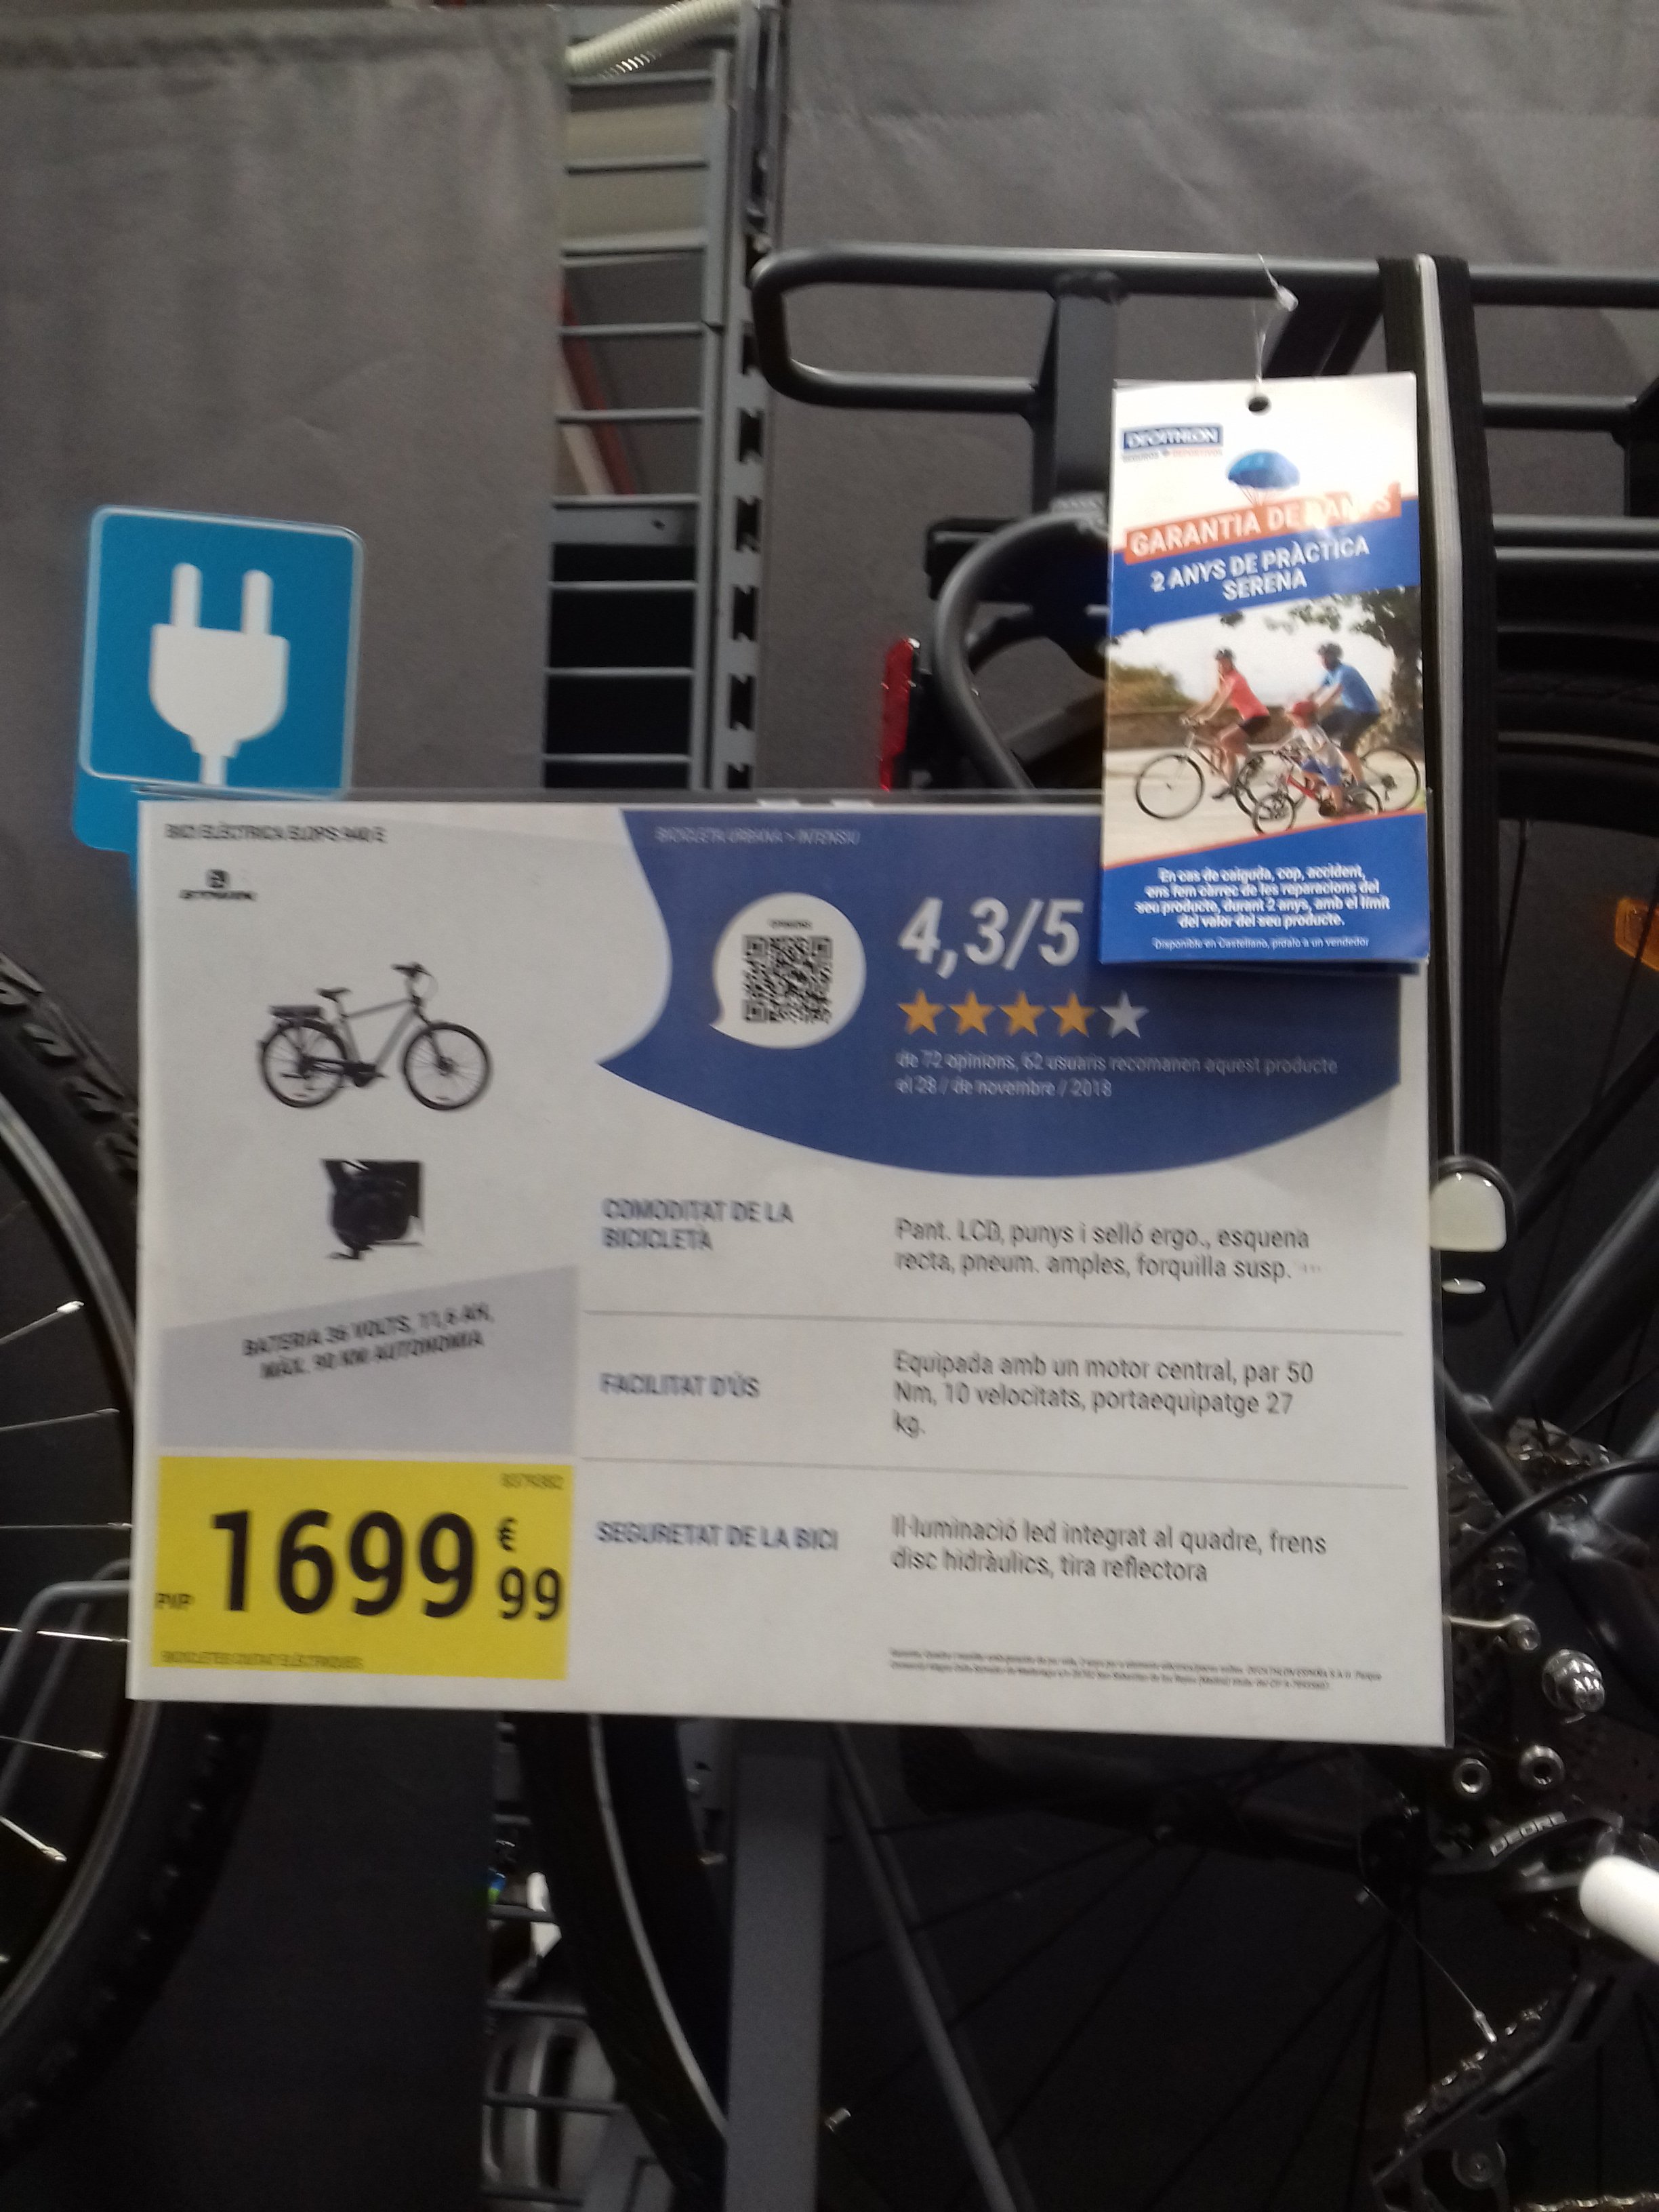 DECATHLON
SEGUROS DEPORTIVOS
GARANTIA DE DANYS
2 ANYS DE PRÀCTICA
SERENA
En cas de caiguda, cop, accident,
ens fem càrrec de les reparacions del
seu producte, durant 2 anys, amb el límit
del valor del seu producte.
Disponible en Castellano, pídalo a un vendedor
BICI ELÈCTRICA ELOPS 940 E
BICICLETA URBANA > INTENSIU
4,3/5
de 72 opinions, 62 usuaris recomanen aquest producte
el 28 / de novembre / 2018
COMODITAT DE LA
BICICLETA
Pant. LCD, punys i selló ergo., esquena
recta, pneum. amples, forquilla susp. ...
BATERIA 36 VOLTS, 11,6 AH,
MÀX. 90 KM AUTONOMIA
FACILITAT D'ÚS
Equipada amb un motor central, par 50
Nm, 10 velocitats, portaequipatge 27
kg.
SEGURETAT DE LA BICI
Il·luminació led integrat al quadre, frens
disc hidràulics, tira reflectora
PVP 1699 € 99
BICICLETES CIUTAT ELÈCTRIQUES
DEORE